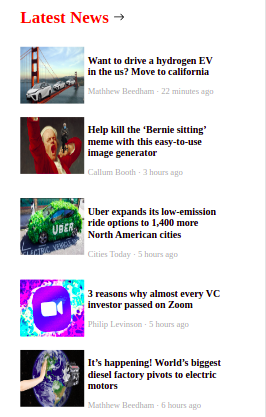 Latest News →
Want to drive a hydrogen EV
in the us? Move to california
Matthew Beedham · 22 minutes ago
Help kill the ‘Bernie sitting’
meme with this easy-to-use
image generator
Callum Booth · 3 hours ago
UBER
ELECTRIC VEHICLE
Uber expands its low-emission
ride options to 1,400 more
North American cities
Cities Today · 5 hours ago
3 reasons why almost every VC
investor passed on Zoom
Philip Levinson · 5 hours ago
It’s happening! World’s biggest
diesel factory pivots to electric
motors
Matthew Beedham · 6 hours ago